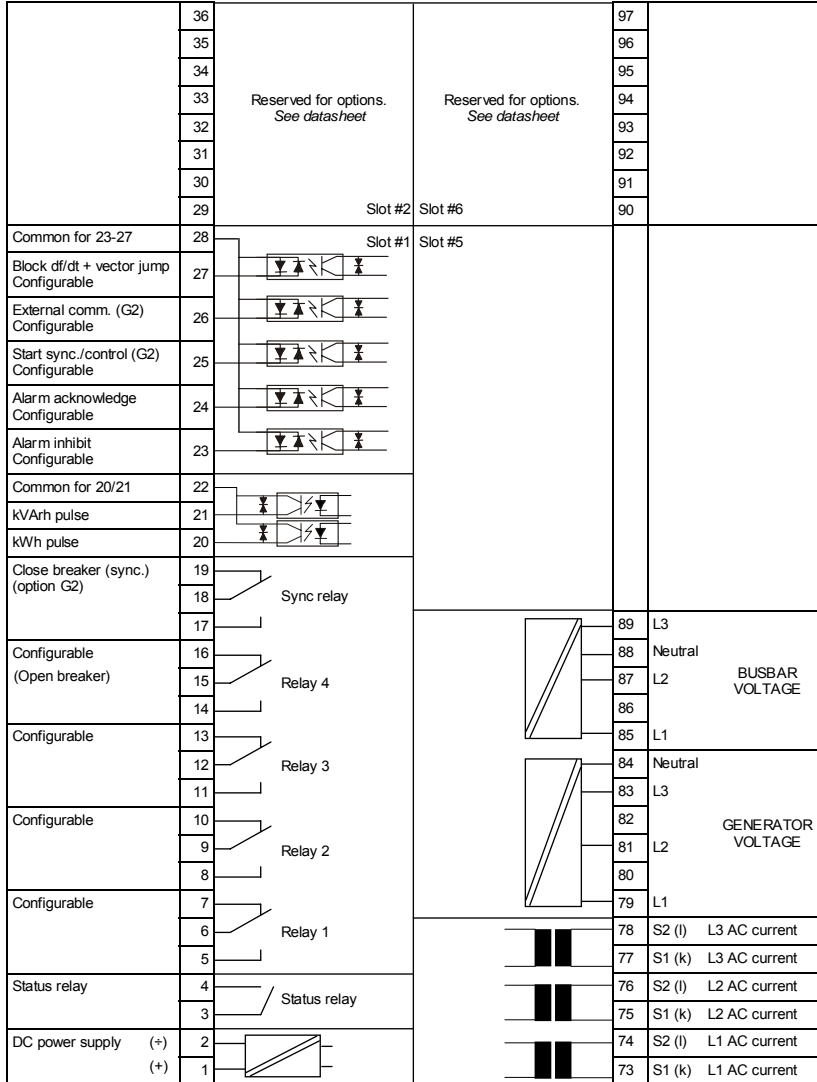 36 97
35 96
34 95
33 Reserved for options. Reserved for options. 94
See datasheet See datasheet
32 93
31 92
30 91
29 Slot #2 Slot #6 90
Common for 23-27 28 Slot #1 Slot #5
Block df/dt + vector jump
Configurable 27
External comm. (G2)
Configurable 26
Start sync./control (G2)
Configurable 25
Alarm acknowledge
Configurable 24
Alarm inhibit
Configurable 23
Common for 20/21 22
kVArh pulse 21
kWh pulse 20
Close breaker (sync.) 19
(option G2) 18 Sync relay
17 89 L3
Configurable 16 88 Neutral
(Open breaker) 15 Relay 4 87 L2 BUSBAR
VOLTAGE
14 86
Configurable 13 85 L1
12 Relay 3 84 Neutral
11 83 L3
Configurable 10 82 GENERATOR
VOLTAGE
9 Relay 2 81 L2
8 80
Configurable 7 79 L1
6 Relay 1 78 S2 (l) L3 AC current
5 77 S1 (k) L3 AC current
Status relay 4 Status relay 76 S2 (l) L2 AC current
3 75 S1 (k) L2 AC current
DC power supply (÷) 2 74 S2 (l) L1 AC current
(+) 1 73 S1 (k) L1 AC current